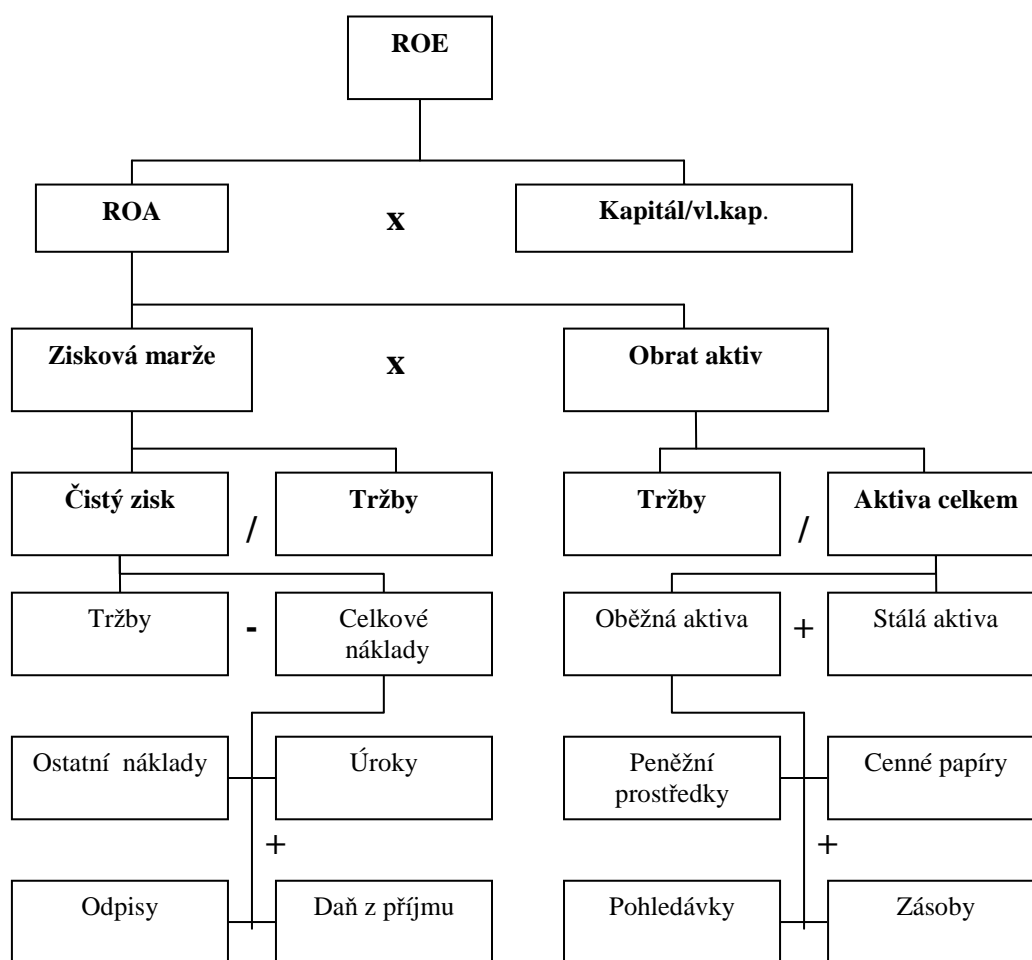 ROE
ROA
x
Kapitál/vl.kap.
Zisková marže
x
Obrat aktiv
Čistý zisk
/
Tržby
Tržby
/
Aktiva celkem
Tržby
-
Celkové
náklady
Oběžná aktiva
+
Stálá aktiva
Ostatní náklady
Úroky
Peněžní
prostředky
Cenné papíry
+
+
Odpisy
Daň z příjmu
Pohledávky
Zásoby